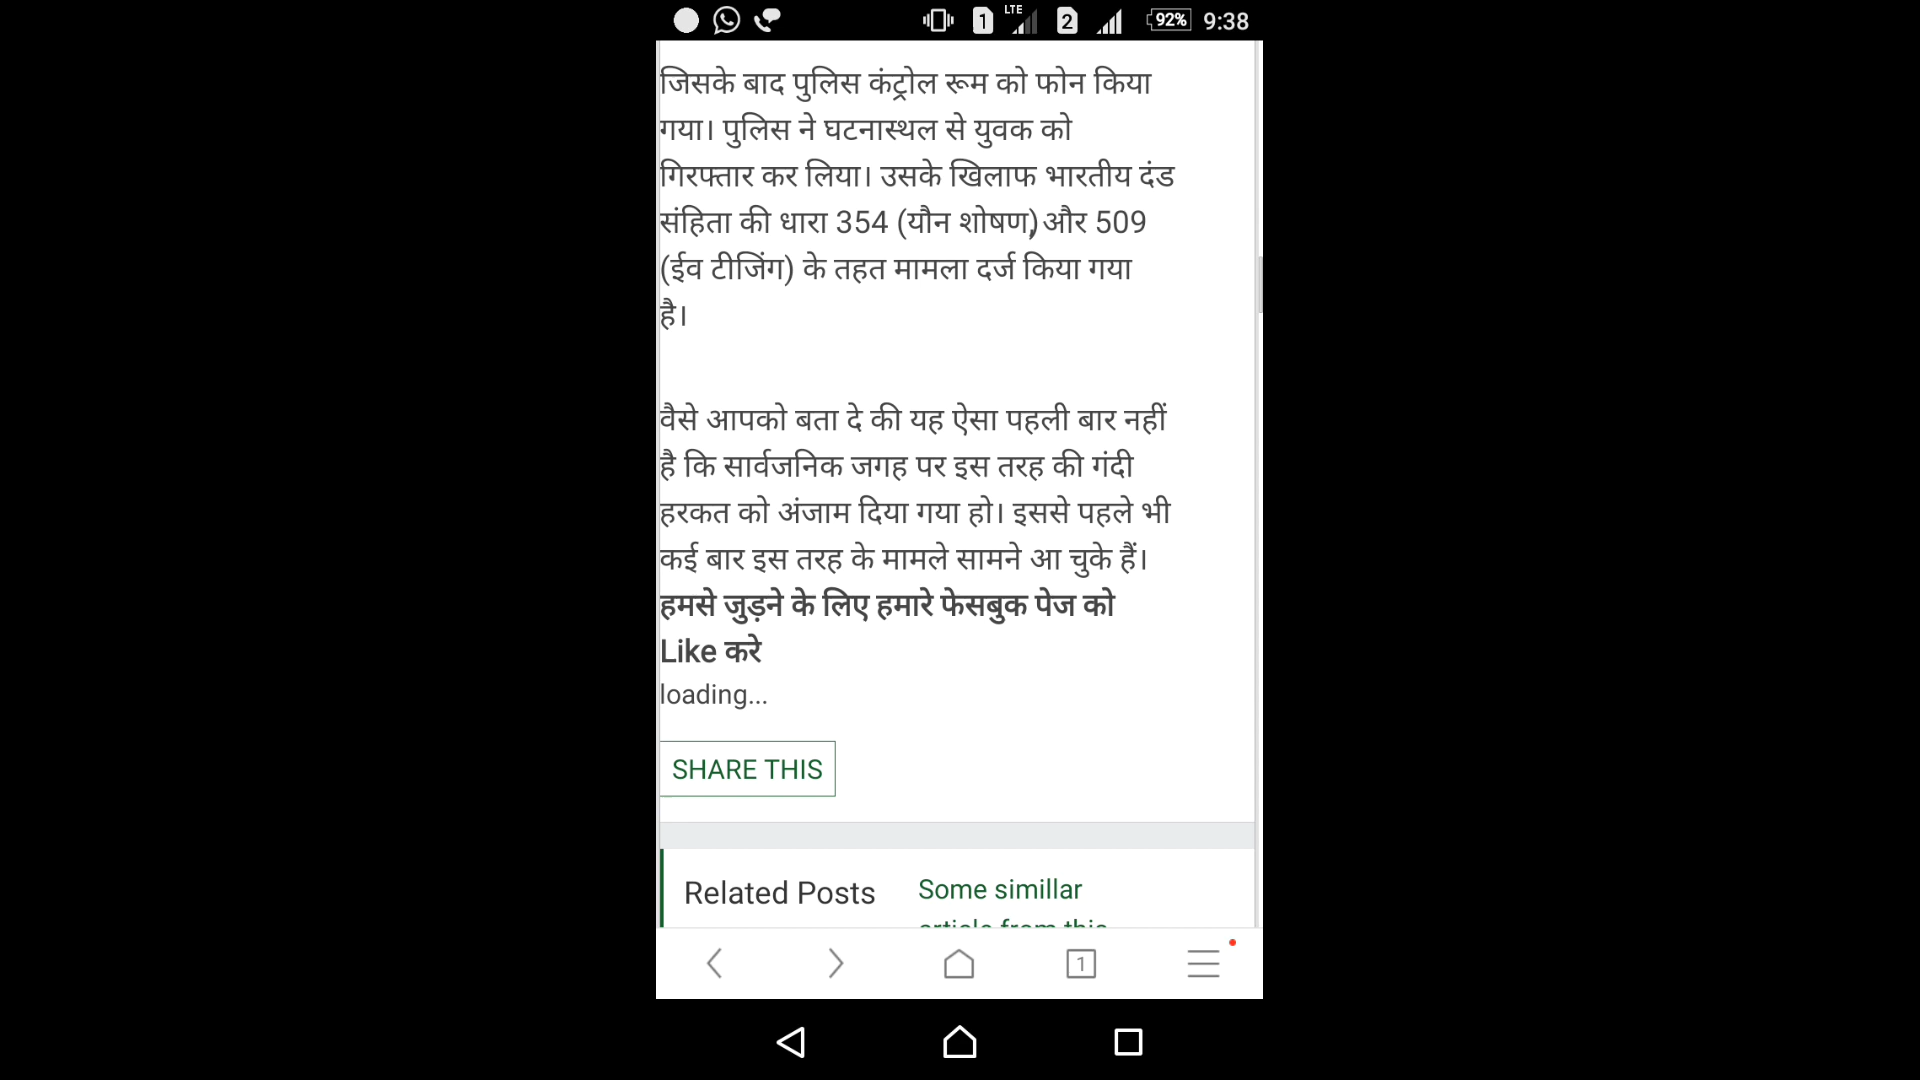 LTE
1
2
92%
9:38
जिसके बाद पुलिस कंट्रोल रूम को फोन किया
गया। पुलिस ने घटनास्थल से युवक को
गिरफ्तार कर लिया। उसके खिलाफ भारतीय दंड
संहिता की धारा 354 (यौन शोषण) और 509
(ईव टीजिंग) के तहत मामला दर्ज किया गया
है।
वैसे आपको बता दे की यह ऐसा पहली बार नहीं
है कि सार्वजनिक जगह पर इस तरह की गंदी
हरकत को अंजाम दिया गया हो। इससे पहले भी
कई बार इस तरह के मामले सामने आ चुके हैं।
हमसे जुड़ने के लिए हमारे फेसबुक पेज को
Like करे
loading...
SHARE THIS
Related Posts
Some simillar
article from this
1